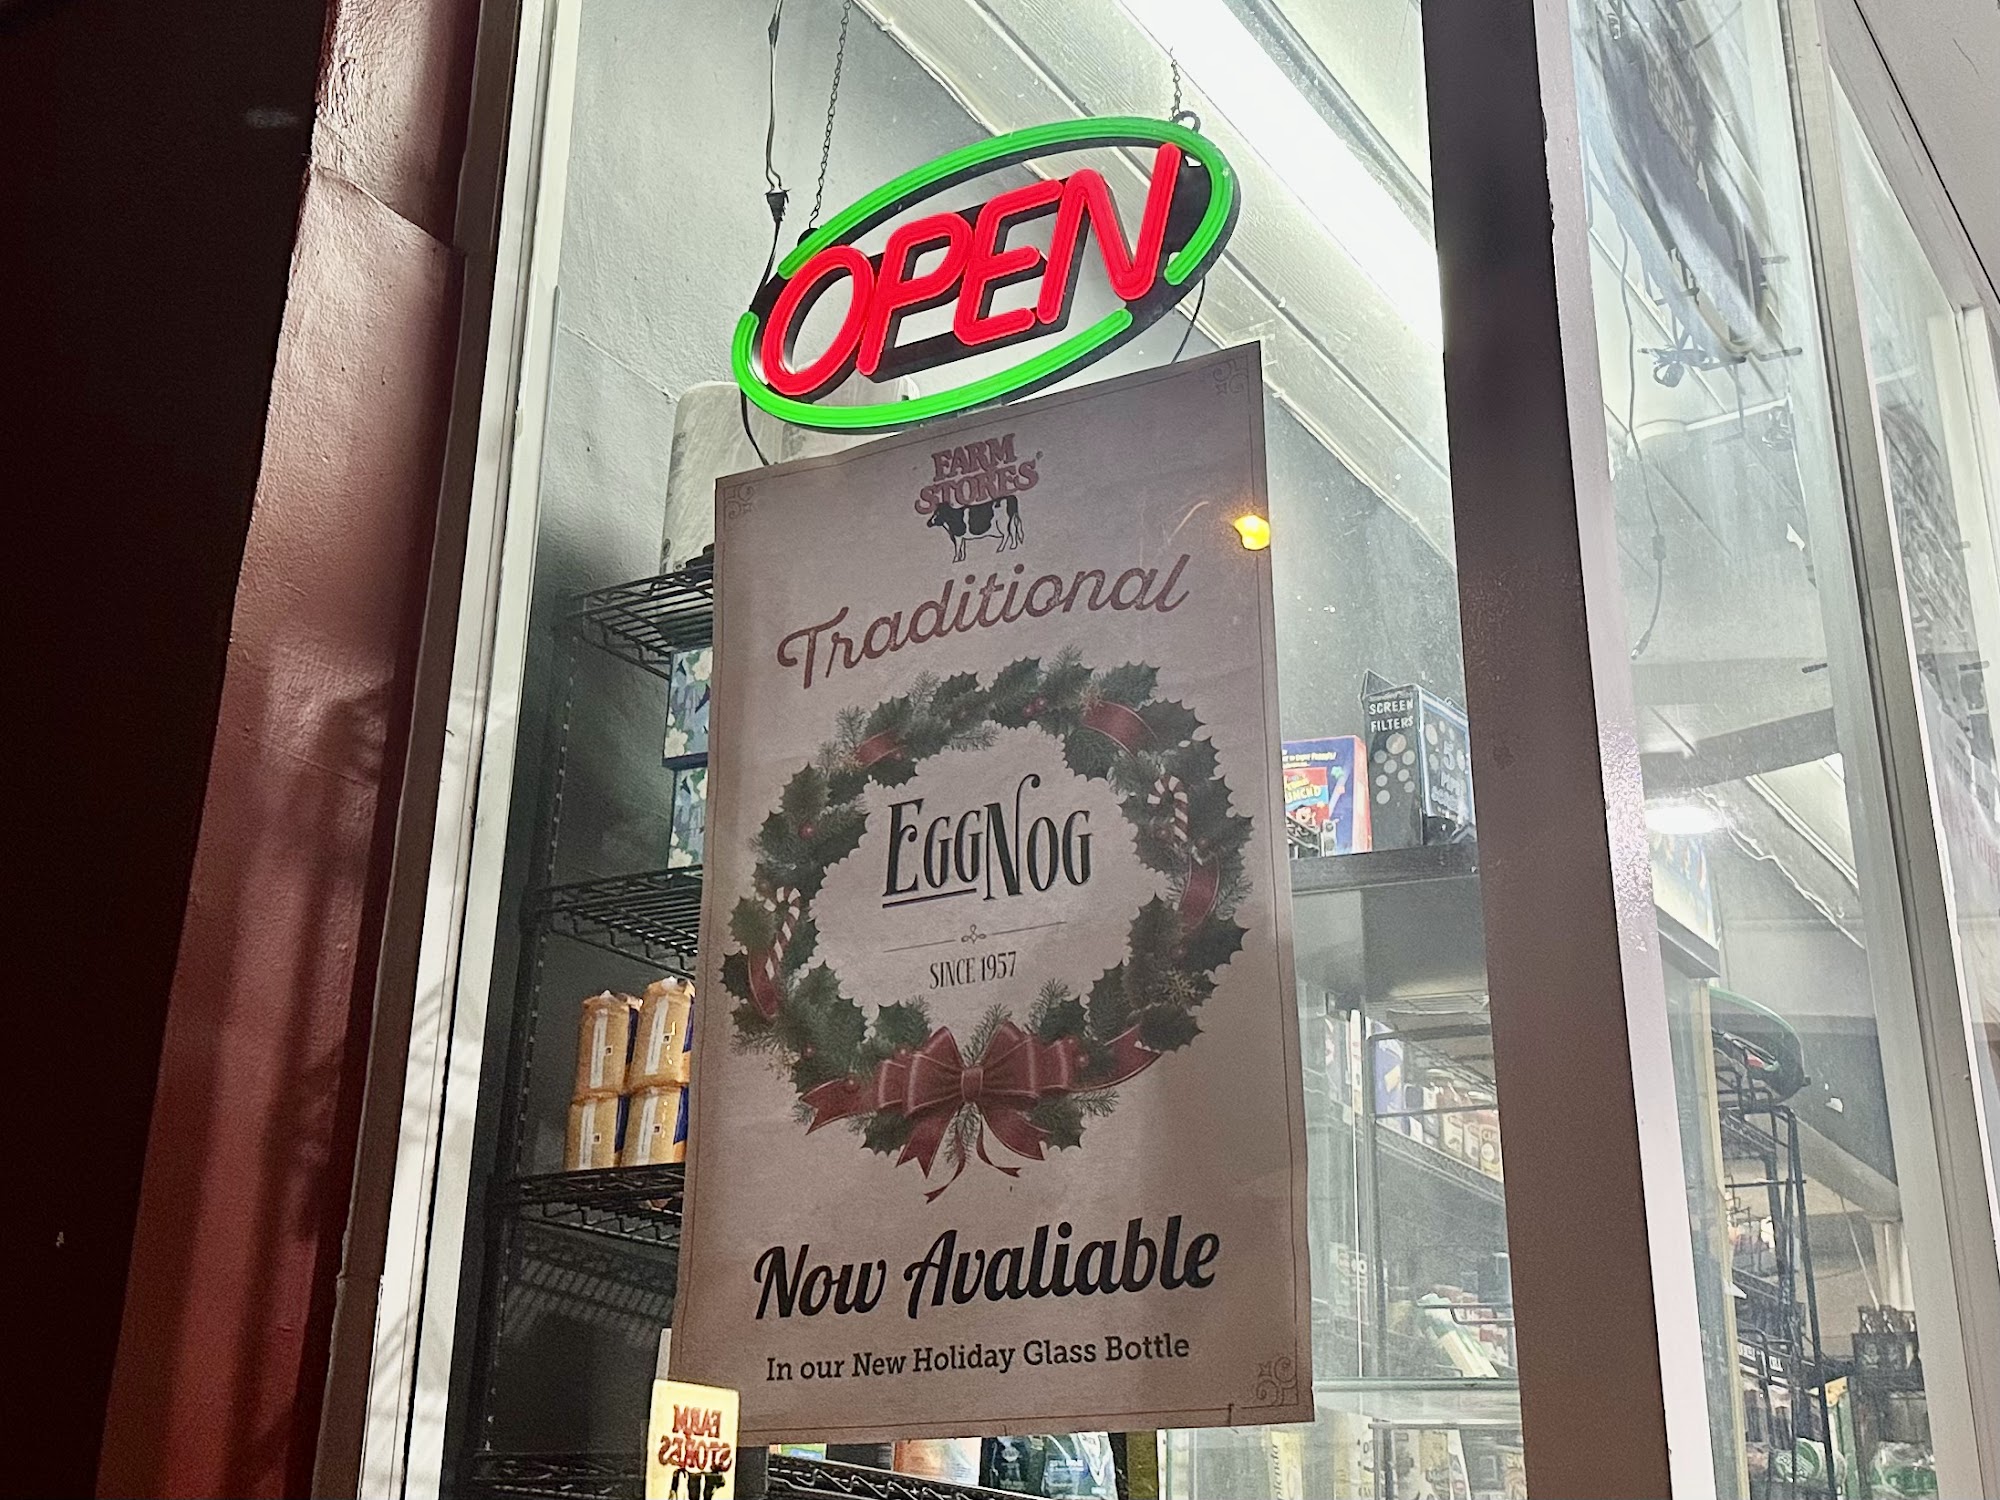 OPEN
FARM
STORES
Traditional
EGGNOG
SINCE 1957
Now Avaliable
In our New Holiday Glass Bottle
SCREEN
FILTERS
FARM
STORES